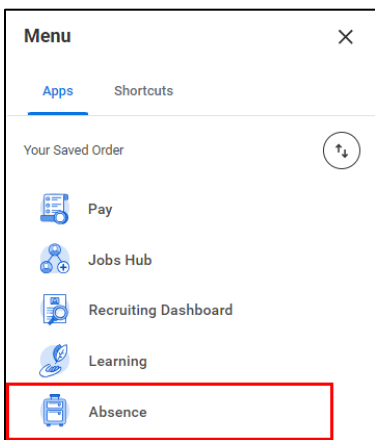 Menu
Apps Shortcuts
Your Saved Order
Pay
Jobs Hub
Recruiting Dashboard
Learning
Absence